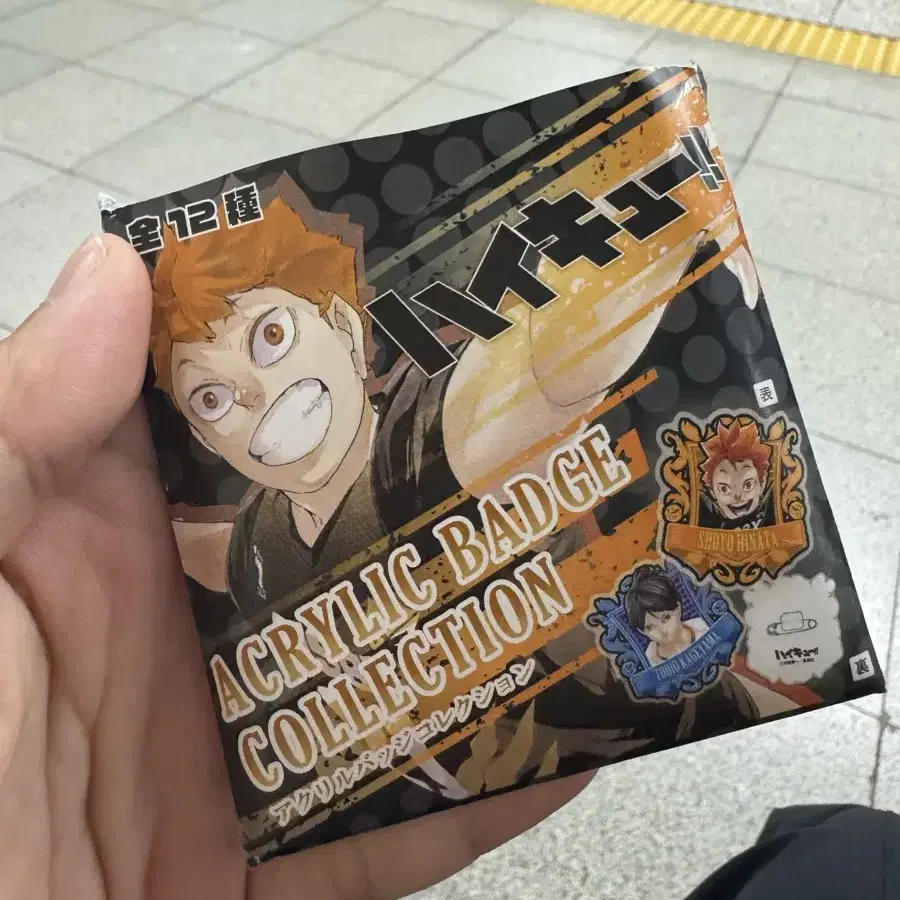 全12種
ハイキュー!!
ACRYLIC BADGE
COLLECTION
アクリルバッジコレクション
表
SHOYO HINATA
TOBIO KAGEYAMA
ハイキュー!!
裏